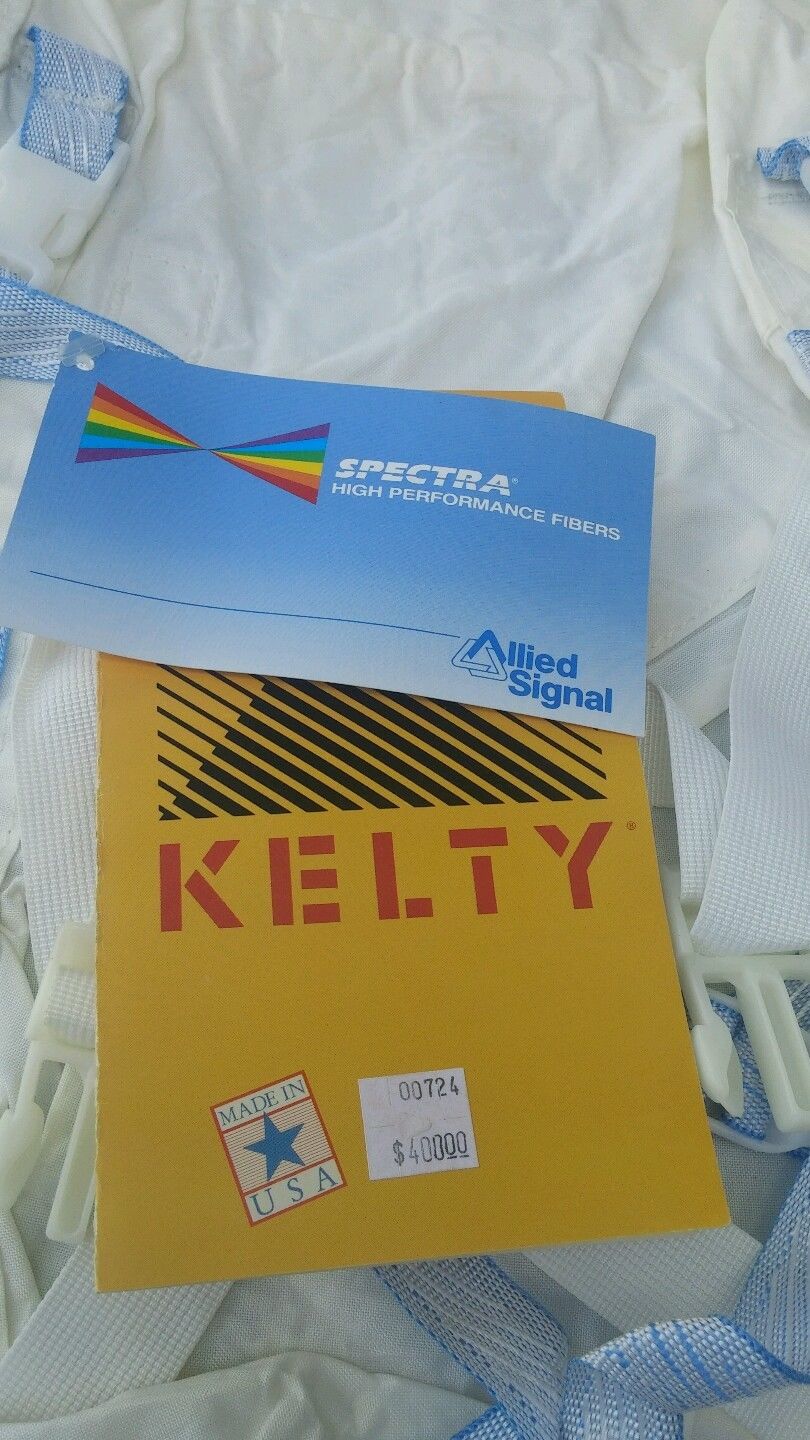 SPECTRA®
HIGH PERFORMANCE FIBERS
Allied
Signal
KELTY®
MADE IN
USA
00724
$40000